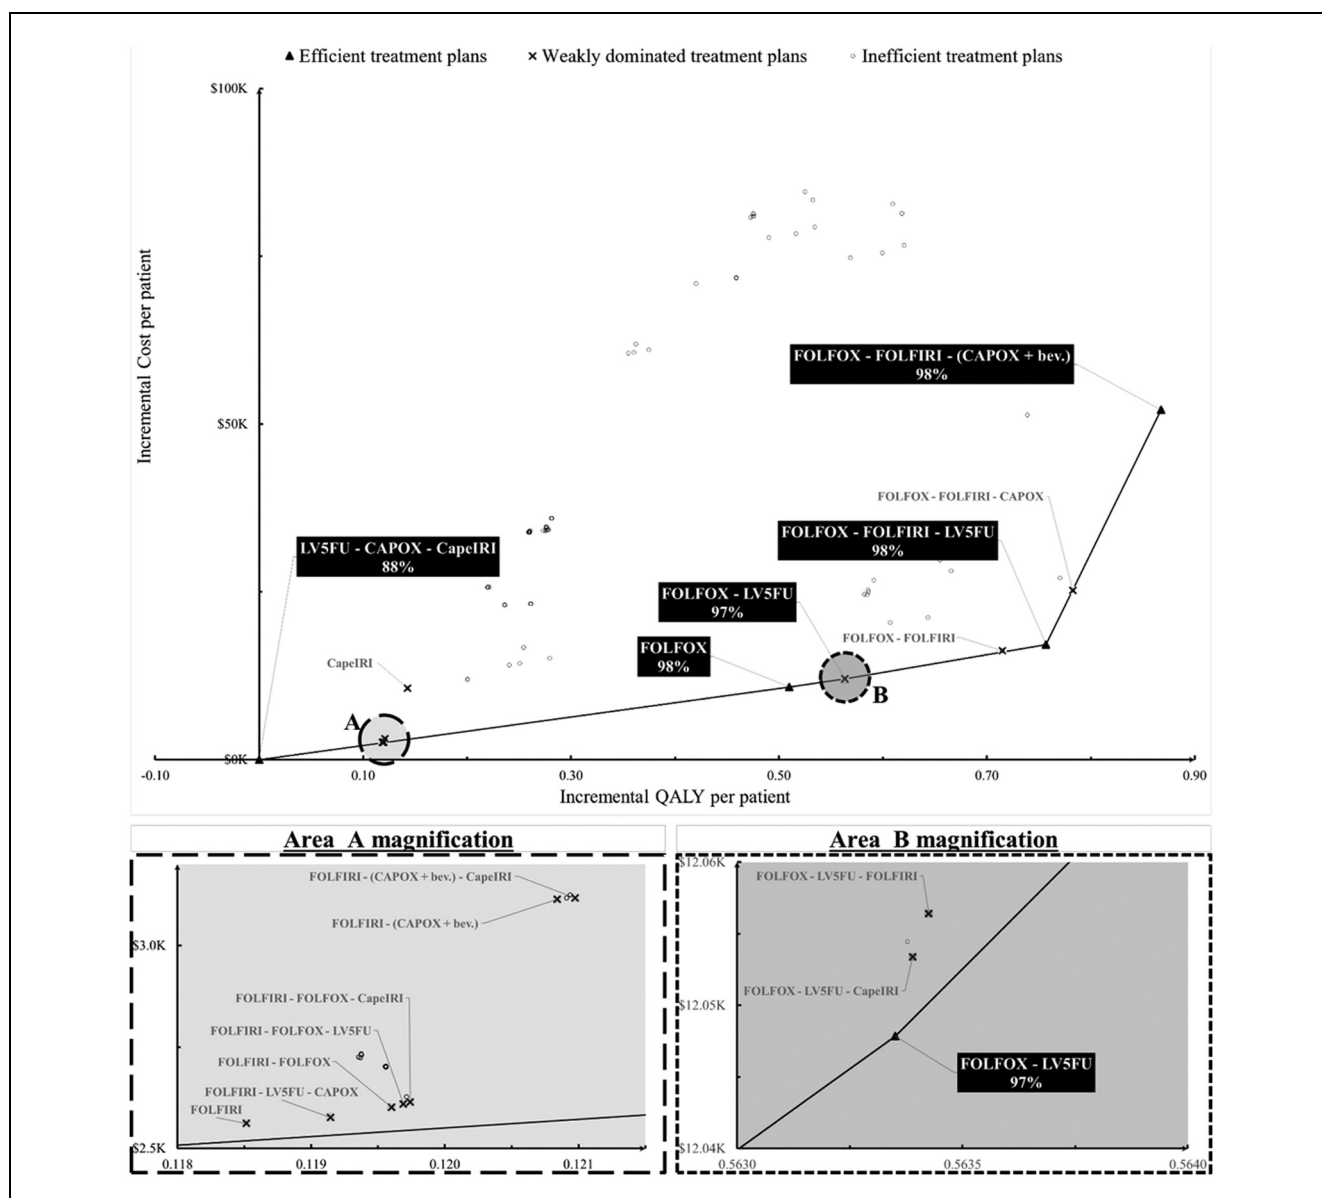 Efficient treatment plans
Weakly dominated treatment plans
Inefficient treatment plans
$100K
Incremental Cost per patient
FOLFOX - FOLFIRI - (CAPOX + bev.)
98%
$50K
FOLFOX - FOLFIRI - CAPOX
FOLFOX - FOLFIRI - LV5FU
98%
LV5FU - CAPOX - CapeIRI
88%
FOLFOX - LV5FU
97%
FOLFOX - FOLFIRI
FOLFOX
98%
CapeIRI
A
B
$0K
-0.10
0.10
0.30
0.50
0.70
0.90
Incremental QALY per patient
Area A magnification
FOLFIRI - (CAPOX + bev.) - CapeIRI
FOLFIRI - (CAPOX + bev.)
$3.0K
FOLFIRI - FOLFOX - CapeIRI
FOLFIRI - FOLFOX - LV5FU
FOLFIRI - FOLFOX
FOLFIRI - LV5FU - CAPOX
FOLFIRI
$2.5K
0.118
0.119
0.120
0.121
Area B magnification
$12.06K
FOLFOX - LV5FU - FOLFIRI
FOLFOX - LV5FU - CapeIRI
$12.05K
FOLFOX - LV5FU
97%
$12.04K
0.5630
0.5635
0.5640